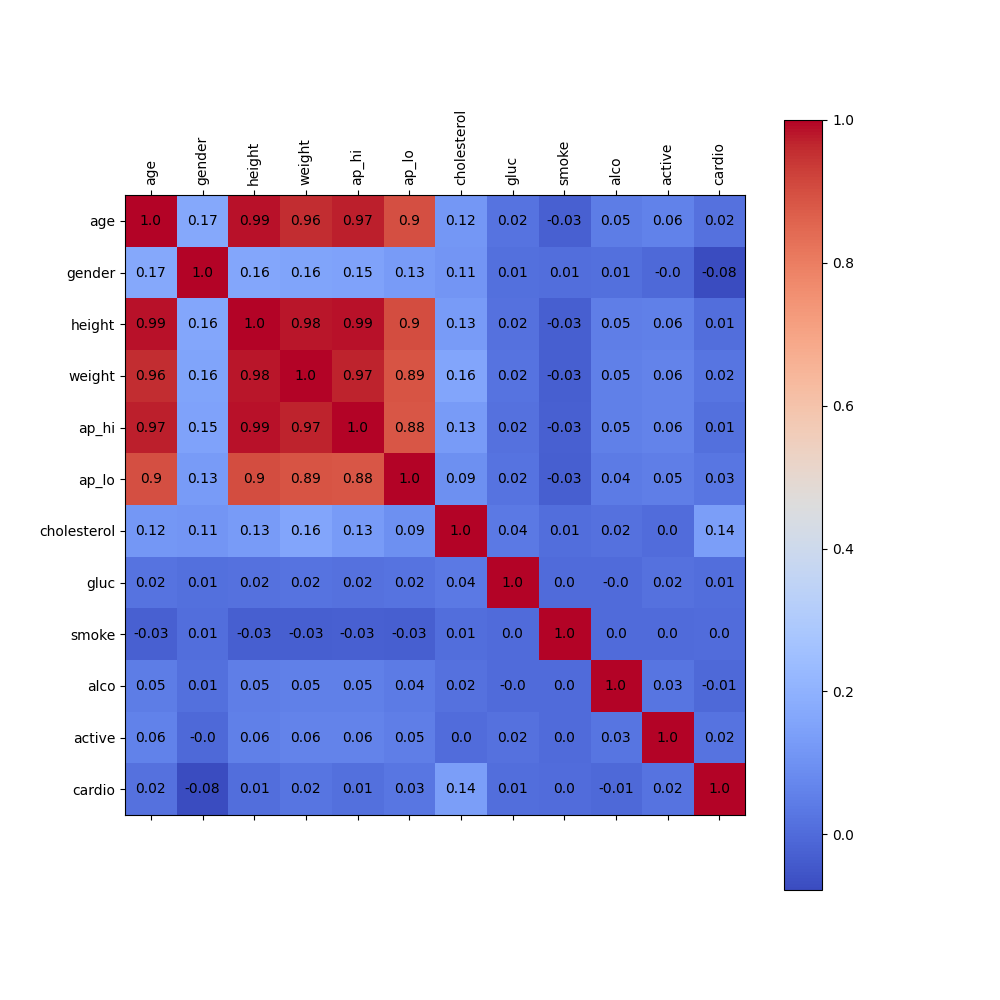 age gender height weight ap_hi ap_lo cholesterol gluc smoke alco active cardio
age 1.0 0.17 0.99 0.96 0.97 0.9 0.12 0.02 -0.03 0.05 0.06 0.02
gender 0.17 1.0 0.16 0.16 0.15 0.13 0.11 0.01 0.01 0.01 -0.0 -0.08
height 0.99 0.16 1.0 0.98 0.99 0.9 0.13 0.02 -0.03 0.05 0.06 0.01
weight 0.96 0.16 0.98 1.0 0.97 0.89 0.16 0.02 -0.03 0.05 0.06 0.02
ap_hi 0.97 0.15 0.99 0.97 1.0 0.88 0.13 0.02 -0.03 0.05 0.06 0.01
ap_lo 0.9 0.13 0.9 0.89 0.88 1.0 0.09 0.02 -0.03 0.04 0.05 0.03
cholesterol 0.12 0.11 0.13 0.16 0.13 0.09 1.0 0.04 0.01 0.02 0.0 0.14
gluc 0.02 0.01 0.02 0.02 0.02 0.02 0.04 1.0 0.0 -0.0 0.02 0.01
smoke -0.03 0.01 -0.03 -0.03 -0.03 -0.03 0.01 0.0 1.0 0.0 0.0 0.0
alco 0.05 0.01 0.05 0.05 0.05 0.04 0.02 -0.0 0.0 1.0 0.03 -0.01
active 0.06 -0.0 0.06 0.06 0.06 0.05 0.0 0.02 0.0 0.03 1.0 0.02
cardio 0.02 -0.08 0.01 0.02 0.01 0.03 0.14 0.01 0.0 -0.01 0.02 1.0
1.0
0.8
0.6
0.4
0.2
0.0